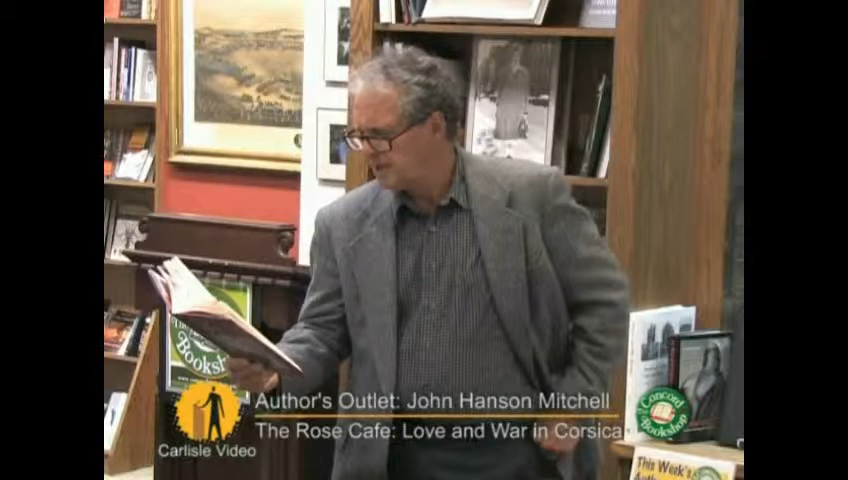 Author's Outlet: John Hanson Mitchell
The Rose Cafe: Love and War in Corsica
Carlisle Video
Concord
Bookshop
This Week's